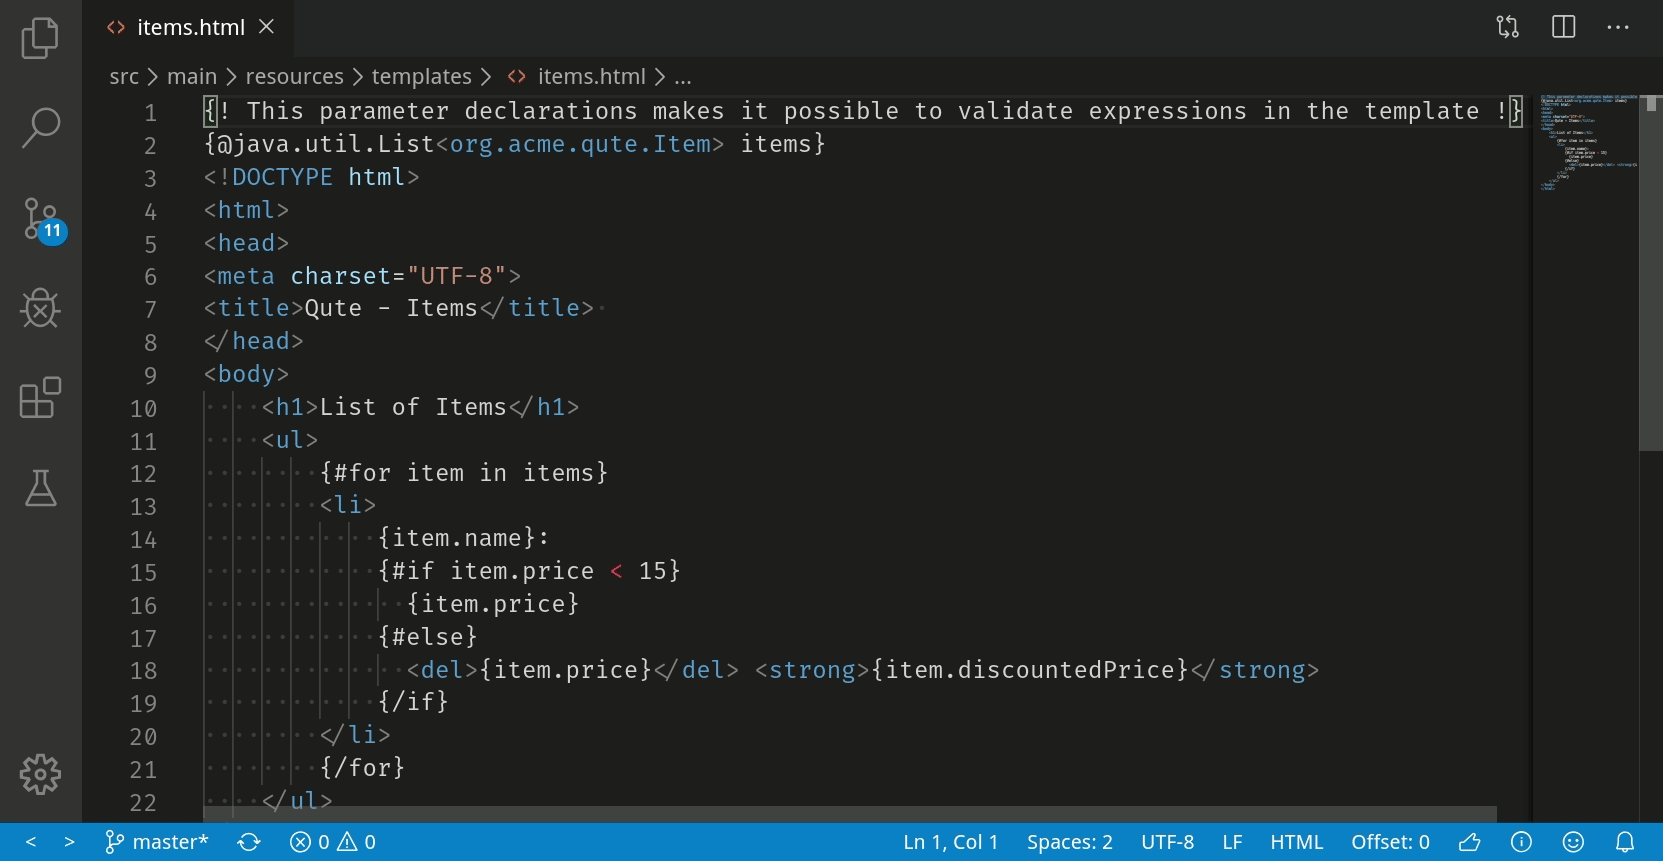 items.html
src > main > resources > templates > <> items.html > ...
1 {! This parameter declarations makes it possible to validate expressions in the template !}
2 {@java.util.List<org.acme.qute.Item> items}
3 <!DOCTYPE html>
4 <html>
5 <head>
6 <meta charset="UTF-8">
7 <title>Qute - Items</title>
8 </head>
9 <body>
10     <h1>List of Items</h1>
11     <ul>
12         {#for item in items}
13         <li>
14             {item.name}:
15             {#if item.price < 15}
16               {item.price}
17             {#else}
18               <del>{item.price}</del> <strong>{item.discountedPrice}</strong>
19             {/if}
20         </li>
21         {/for}
22     </ul>
11
< > master* 0 0 Ln 1, Col 1 Spaces: 2 UTF-8 LF HTML Offset: 0